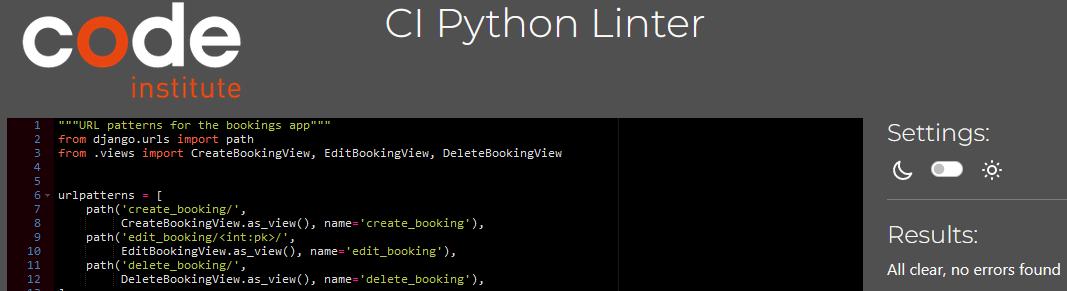 code
institute
CI Python Linter
1 """URL patterns for the bookings app"""
2 from django.urls import path
3 from .views import CreateBookingView, EditBookingView, DeleteBookingView
4
5
6 urlpatterns = [
7     path('create_booking/',
8          CreateBookingView.as_view(), name='create_booking'),
9     path('edit_booking/<int:pk>/',
10          EditBookingView.as_view(), name='edit_booking'),
11     path('delete_booking/',
12          DeleteBookingView.as_view(), name='delete_booking'),
Settings:
Results:
All clear, no errors found